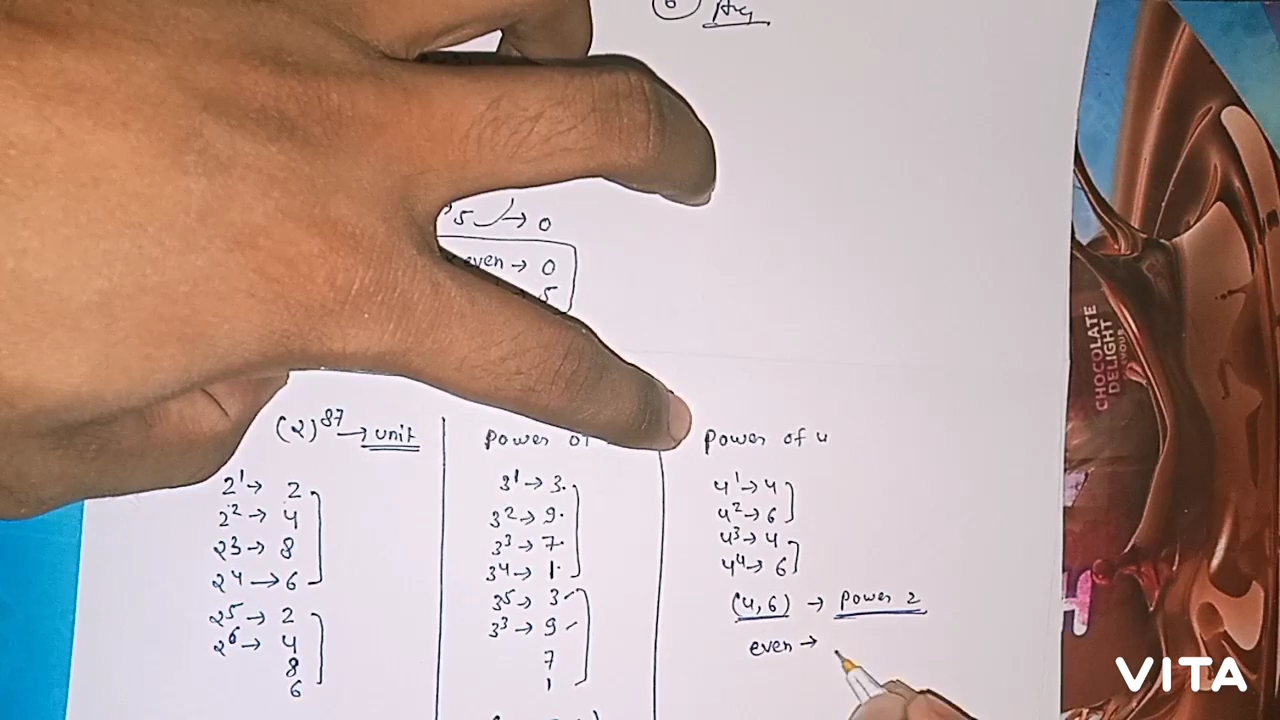 6 Ans
5 → 0
even → 0
5
(2)^87 → unit
2^1 → 2
2^2 → 4
2^3 → 8
2^4 → 6
2^5 → 2
2^6 → 4
8
6
Power of
3^1 → 3
3^2 → 9
3^3 → 7
3^4 → 1
3^5 → 3
3^3 → 9
7
1
Power of 4
4^1 → 4
4^2 → 6
4^3 → 4
4^4 → 6
(4,6) → Power 2
even →
CHOCOLATE
DELIGHT
VITA